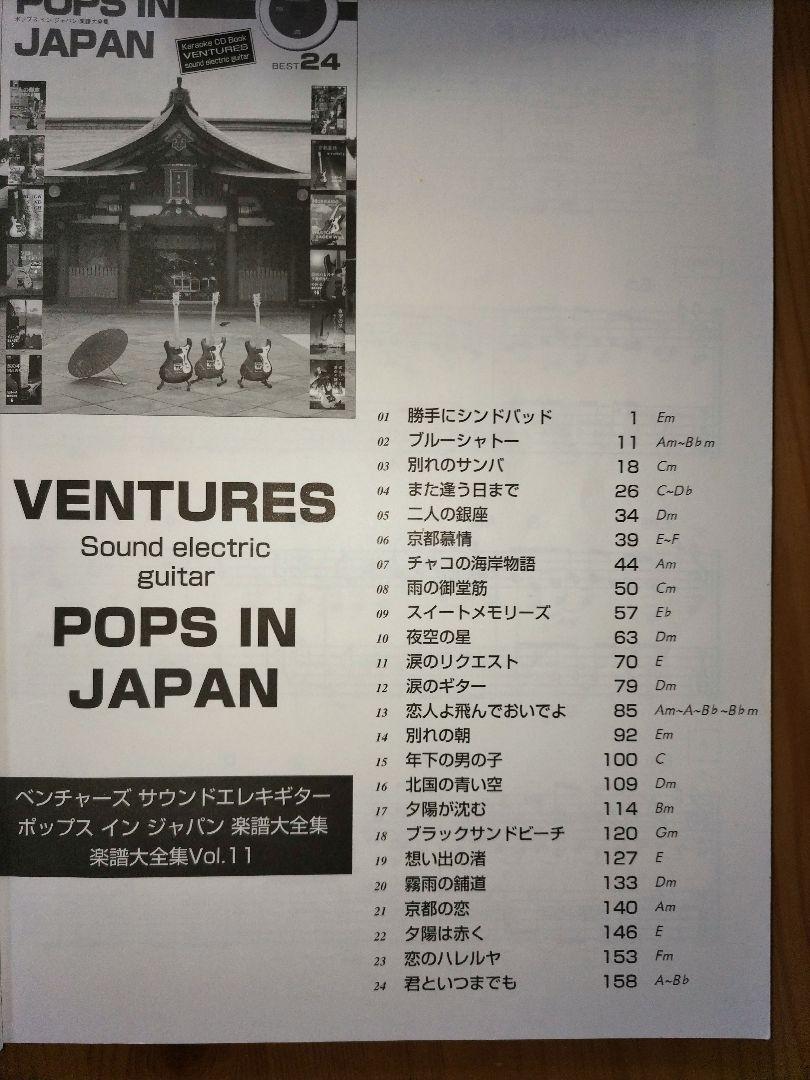 POPS IN
ポップス イン ジャパン 楽譜大全集
JAPAN
Karaoke CD Book
VENTURES
sound electric guitar
BEST24
01 勝手にシンドバッド 1 Em
02 ブルーシャトー 11 Am~B♭m
03 別れのサンバ 18 Cm
04 また逢う日まで 26 C~D♭
05 二人の銀座 34 Dm
06 京都慕情 39 E~F
07 チャコの海岸物語 44 Am
08 雨の御堂筋 50 Cm
09 スイートメモリーズ 57 E♭
10 夜空の星 63 Dm
11 涙のリクエスト 70 E
12 涙のギター 79 Dm
13 恋人よ飛んでおいでよ 85 Am~A~B♭~B♭m
14 別れの朝 92 Em
15 年下の男の子 100 C
16 北国の青い空 109 Dm
17 夕陽が沈む 114 Bm
18 ブラックサンドビーチ 120 Gm
19 想い出の渚 127 E
20 霧雨の舗道 133 Dm
21 京都の恋 140 Am
22 夕陽は赤く 146 E
23 恋のハレルヤ 153 Fm
24 君といつまでも 158 A~B♭
VENTURES
Sound electric
guitar
POPS IN
JAPAN
ベンチャーズ サウンドエレキギター
ポップス イン ジャパン 楽譜大全集
楽譜大全集Vol.11